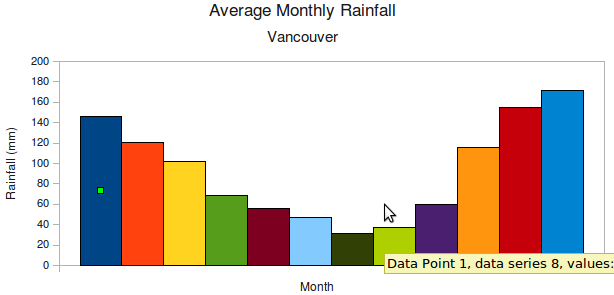 Average Monthly Rainfall
Vancouver
200
180
160
140
120
100
80
60
40
20
0
Rainfall (mm)
Data Point 1, data series 8, values:
Month